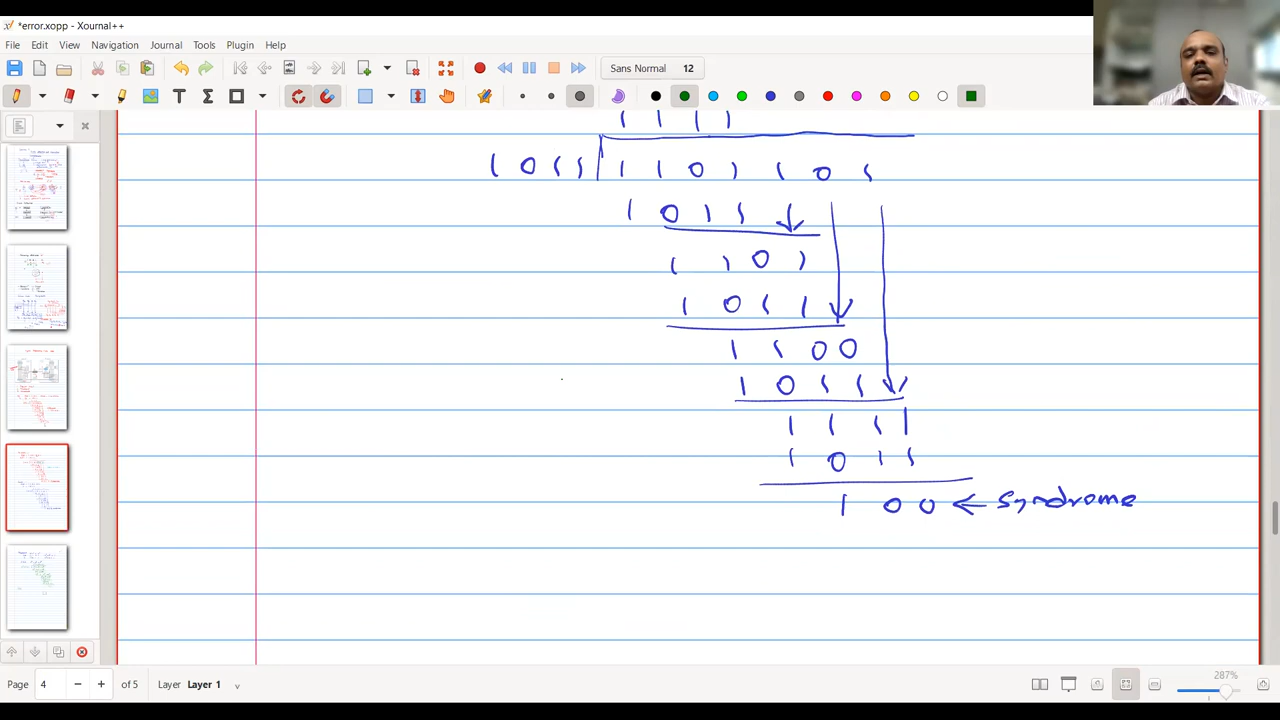 *error.xopp - Xournal++
File Edit View Navigation Journal Tools Plugin Help
Sans Normal 12
1 1 1 1
1 0 1 1 1 1 0 1 1 0 1
1 0 1 1
1 1 0 1
1 0 1 1
1 1 0 0
1 0 1 1
1 1 1 1
1 0 1 1
1 0 0 ← Syndrome
Page 4 of 5 Layer Layer 1 287%